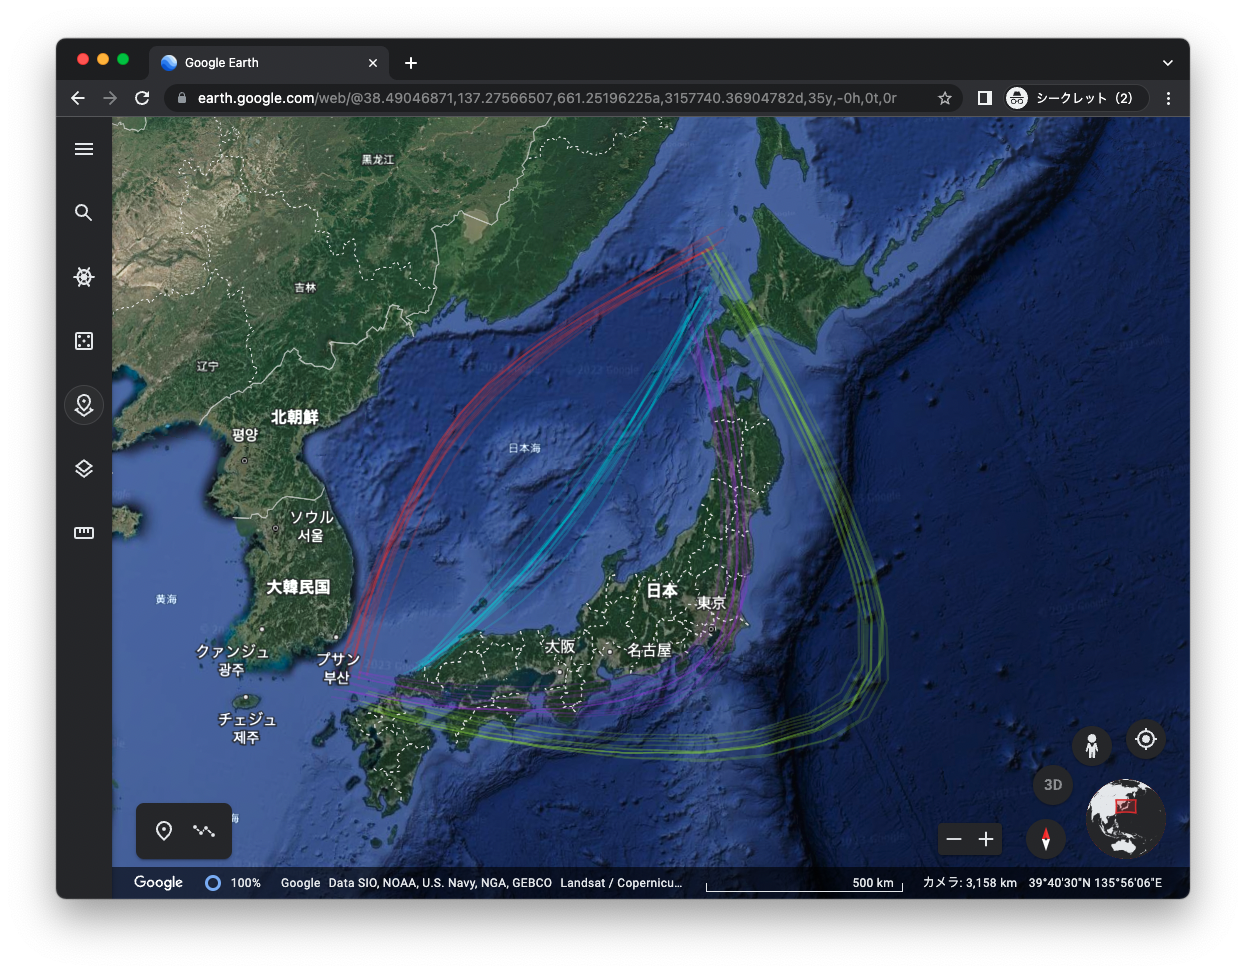 Google Earth
earth.google.com/web/@38.49046871,137.27566507,661.25196225a,3157740.36904782d,35y,-0h,0t,0r
シークレット（2）
黑龙江
吉林
辽宁
北朝鮮
평양
日本海
ソウル
서울
大韓民国
日本
東京
黄海
大阪
名古屋
クァンジュ
광주
プサン
부산
チェジュ
제주
3D
海
Google
100%
Google Data SIO, NOAA, U.S. Navy, NGA, GEBCO Landsat / Copernicu...
500 km
カメラ: 3,158 km 39°40'30"N 135°56'06"E